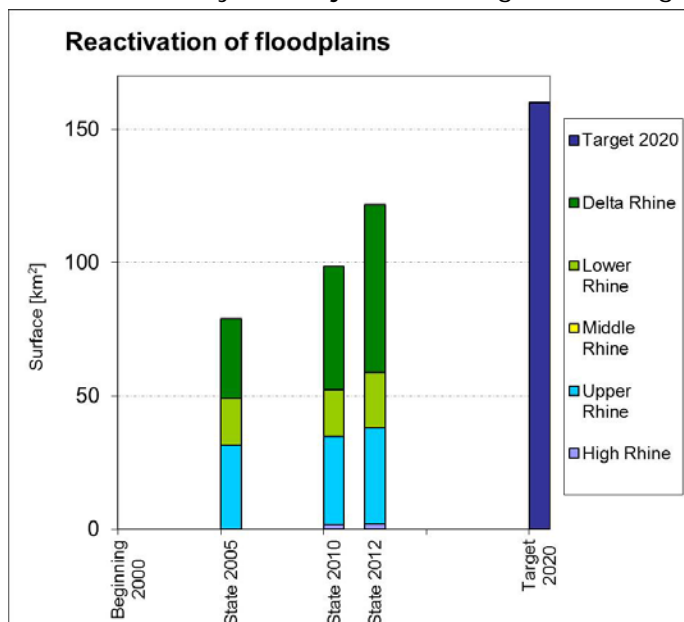 Reactivation of floodplains
150
100
50
0
Surface [km²]
Beginning
2000
State 2005
State 2010
State 2012
Target
2020
Target 2020
Delta Rhine
Lower
Rhine
Middle
Rhine
Upper
Rhine
High Rhine